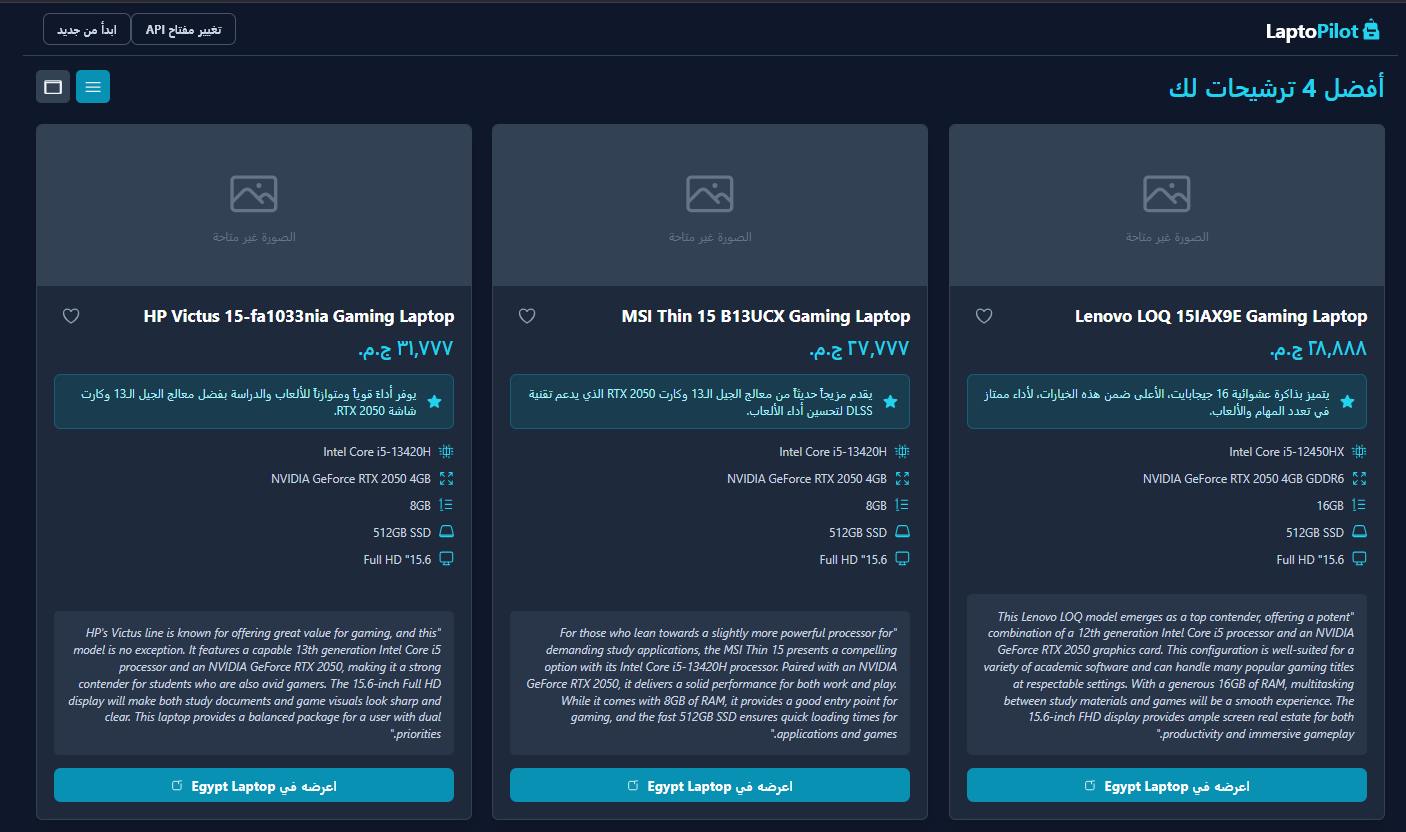 LaptoPilot
تغيير مفتاح API
ابدأ من جديد
أفضل 4 ترشيحات لك
الصورة غير متاحة
Lenovo LOQ 15IAX9E Gaming Laptop
٢٨,٨٨٨ ج.م.
يتميز بذاكرة عشوائية 16 جيجابايت، الأعلى ضمن هذه الخيارات، لأداء ممتاز
في تعدد المهام والألعاب.
Intel Core i5-12450HX
NVIDIA GeForce RTX 2050 4GB GDDR6
16GB
512GB SSD
Full HD "15.6
This Lenovo LOQ model emerges as a top contender, offering a potent"
combination of a 12th generation Intel Core i5 processor and an NVIDIA
GeForce RTX 2050 graphics card. This configuration is well-suited for a
variety of academic software and can handle many popular gaming titles
at respectable settings. With a generous 16GB of RAM, multitasking
between study materials and games will be a smooth experience. The
15.6-inch FHD display provides ample screen real estate for both
".productivity and immersive gameplay
اعرضه في Egypt Laptop
الصورة غير متاحة
MSI Thin 15 B13UCX Gaming Laptop
٢٧,٧٧٧ ج.م.
يقدم مزيجاً حديثاً من معالج الجيل الـ13 وكارت RTX 2050 الذي يدعم تقنية
DLSS لتحسين أداء الألعاب.
Intel Core i5-13420H
NVIDIA GeForce RTX 2050 4GB
8GB
512GB SSD
Full HD "15.6
For those who lean towards a slightly more powerful processor for"
demanding study applications, the MSI Thin 15 presents a compelling
option with its Intel Core i5-13420H processor. Paired with an NVIDIA
GeForce RTX 2050, it delivers a solid performance for both work and play.
While it comes with 8GB of RAM, it provides a good entry point for
gaming, and the fast 512GB SSD ensures quick loading times for
".applications and games
اعرضه في Egypt Laptop
الصورة غير متاحة
HP Victus 15-fa1033nia Gaming Laptop
٣١,٧٧٧ ج.م.
يوفر أداءً قوياً ومتوازناً للألعاب والدراسة بفضل معالج الجيل الـ13 وكارت
شاشة RTX 2050.
Intel Core i5-13420H
NVIDIA GeForce RTX 2050 4GB
8GB
512GB SSD
Full HD "15.6
HP's Victus line is known for offering great value for gaming, and this"
model is no exception. It features a capable 13th generation Intel Core i5
processor and an NVIDIA GeForce RTX 2050, making it a strong
contender for students who are also avid gamers. The 15.6-inch Full HD
display will make both study documents and game visuals look sharp and
clear. This laptop provides a balanced package for a user with dual
".priorities
اعرضه في Egypt Laptop